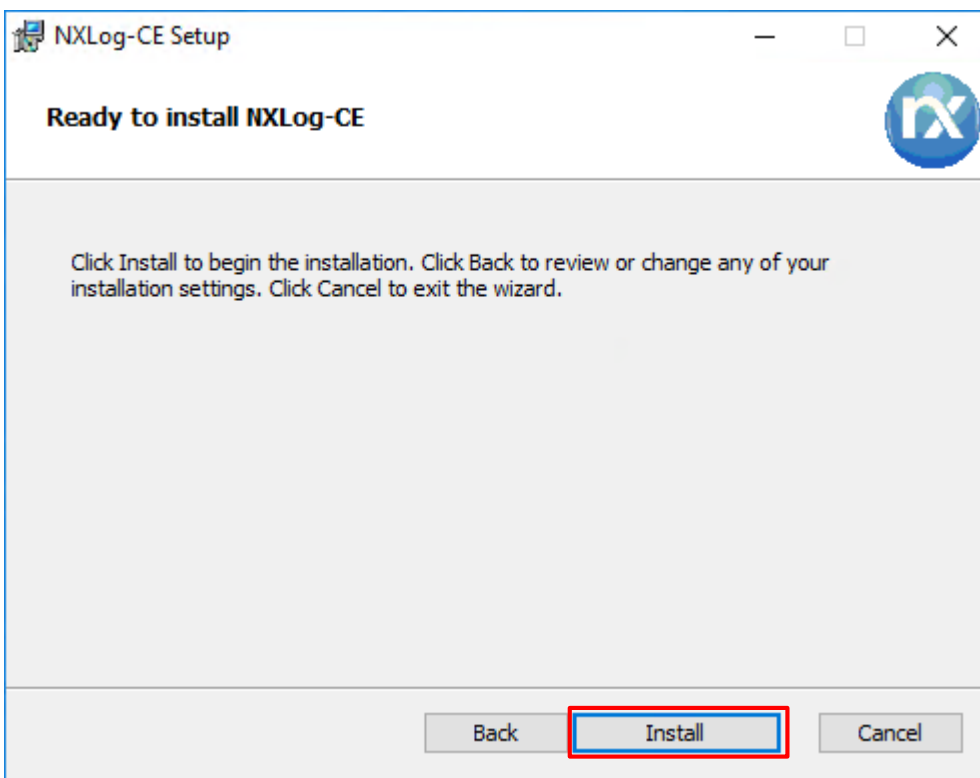 NXLog-CE Setup
Ready to install NXLog-CE
nx
Click Install to begin the installation. Click Back to review or change any of your
installation settings. Click Cancel to exit the wizard.
Back
Install
Cancel